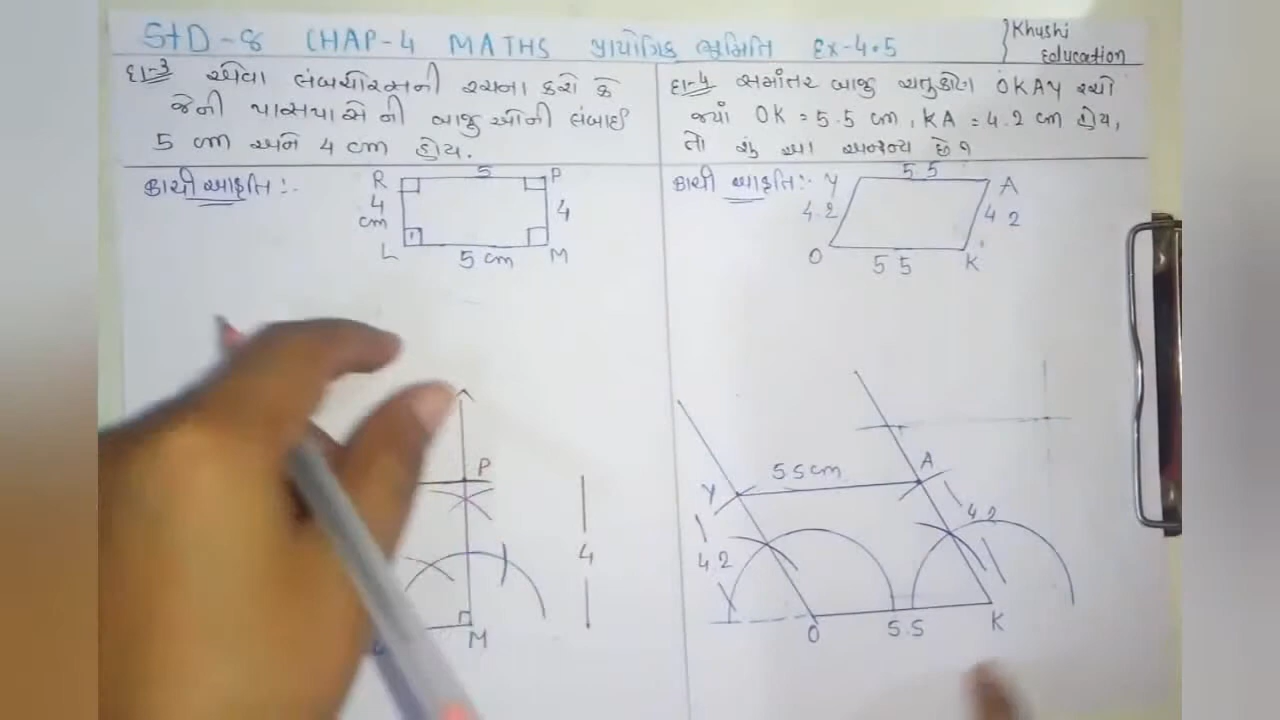 STD-8 CHAP-4 MATHS પ્રાયોગિક ભૂમિતિ EX-4.5
Khushi
Education
દા-3 એવા લંબચોરસની રચના કરો કે
જેની પાસપાસેની બાજુઓની લંબાઈ
5 cm અને 4 cm હોય.
કાચી આકૃતિ:-
R 5 P
4
cm
4
L 5 cm M
P
4
M
દા-4 સમાંતર બાજુ ચતુષ્કોણ OKAY રચો
જ્યાં OK = 5.5 cm, KA = 4.2 cm હોય,
તો શું આ અનન્ય છે?
કાચી આકૃતિ:- Y 5.5 A
4.2 4 2
O 5 5 K
5 5 cm A
Y
4.2
4.2
O 5.5 K